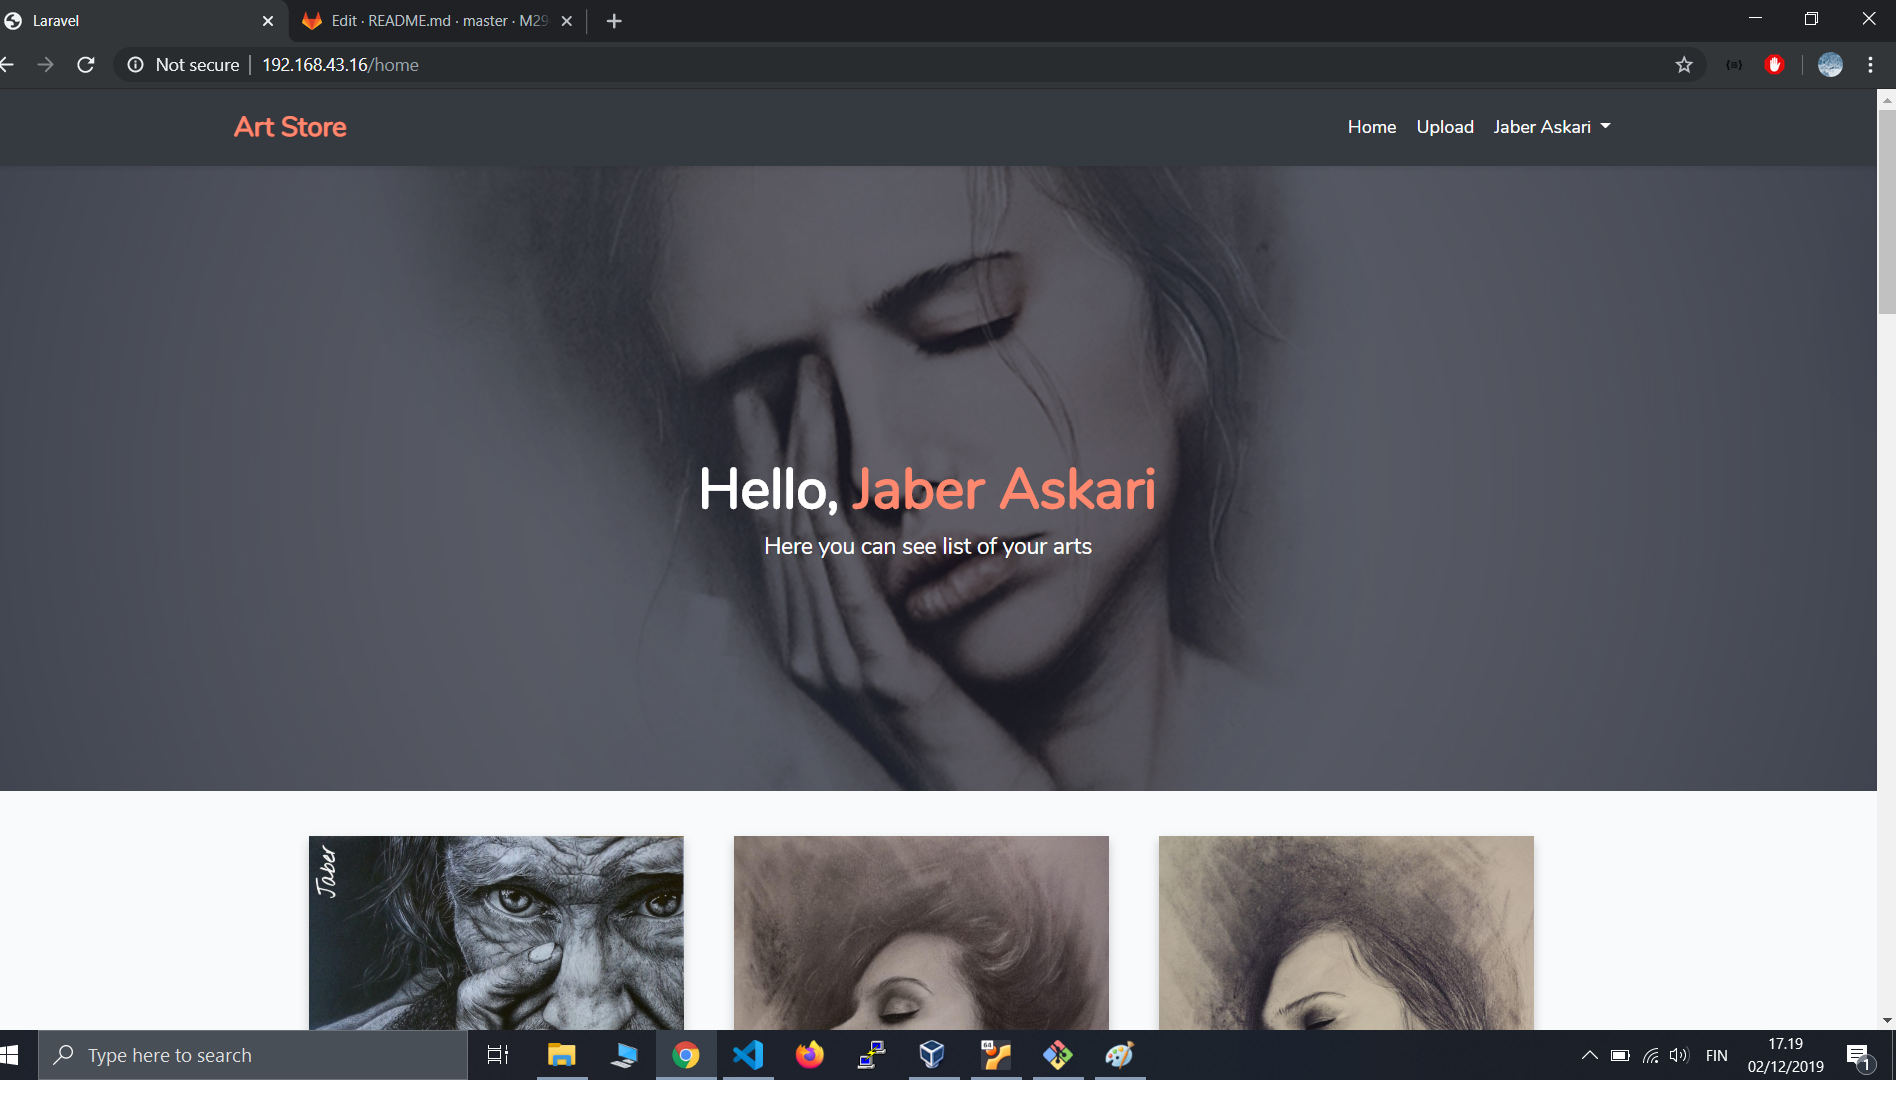 Laravel
Edit · README.md · master · M29
Not secure
192.168.43.16/home
Art Store
Home
Upload
Jaber Askari
Hello, Jaber Askari
Here you can see list of your arts
Jaber
Type here to search
64
FIN
17.19
02/12/2019
1